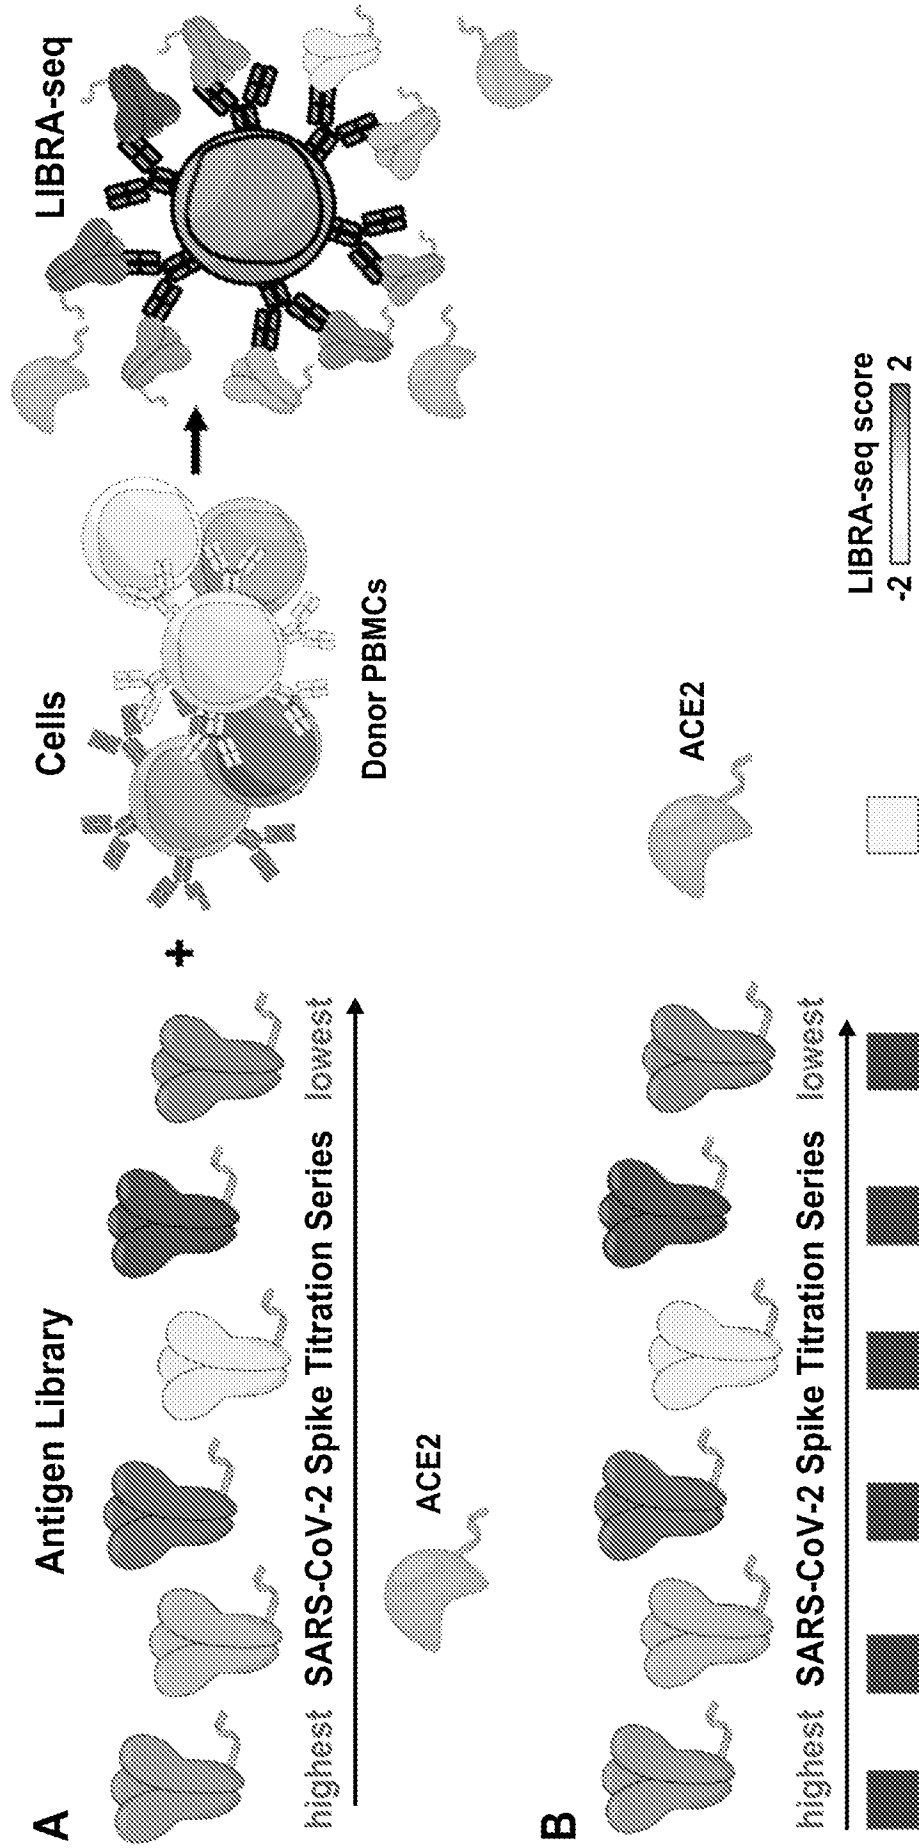 A
Antigen Library
Cells
LIBRA-seq
+
highest SARS-CoV-2 Spike Titration Series lowest
Donor PBMCs
ACE2
B
ACE2
highest SARS-CoV-2 Spike Titration Series lowest
LIBRA-seq score
-2 2